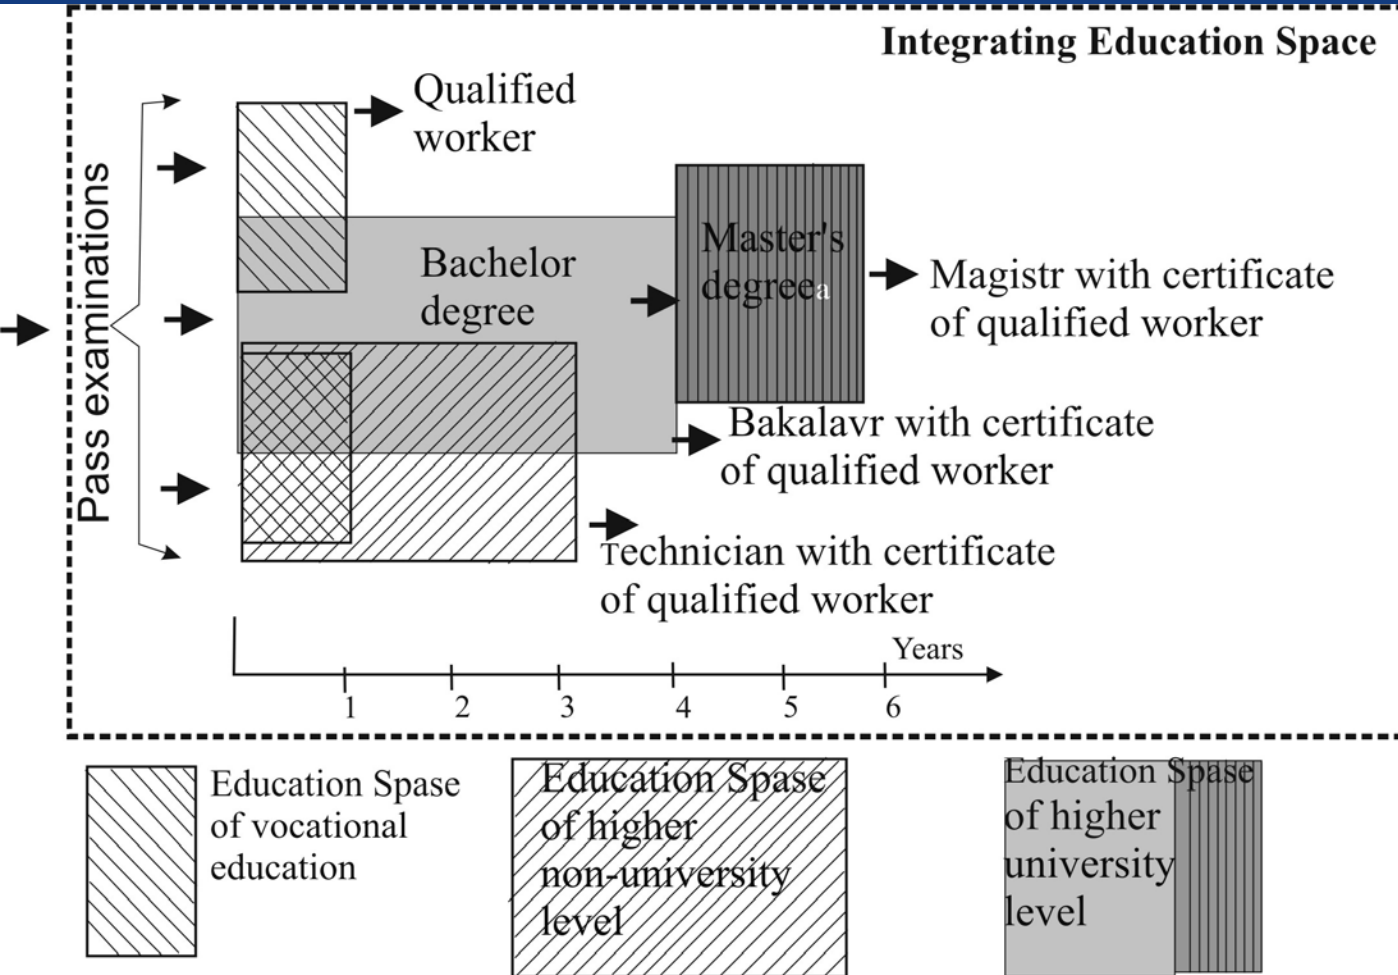 Integrating Education Space
Pass examinations
Qualified
worker
Bachelor
degree
Master's
degreea
Magistr with certificate
of qualified worker
Bakalavr with certificate
of qualified worker
Technician with certificate
of qualified worker
Years
1 2 3 4 5 6
Education Spase
of vocational
education
Education Spase
of higher
non-university
level
Education Spase
of higher
university
level